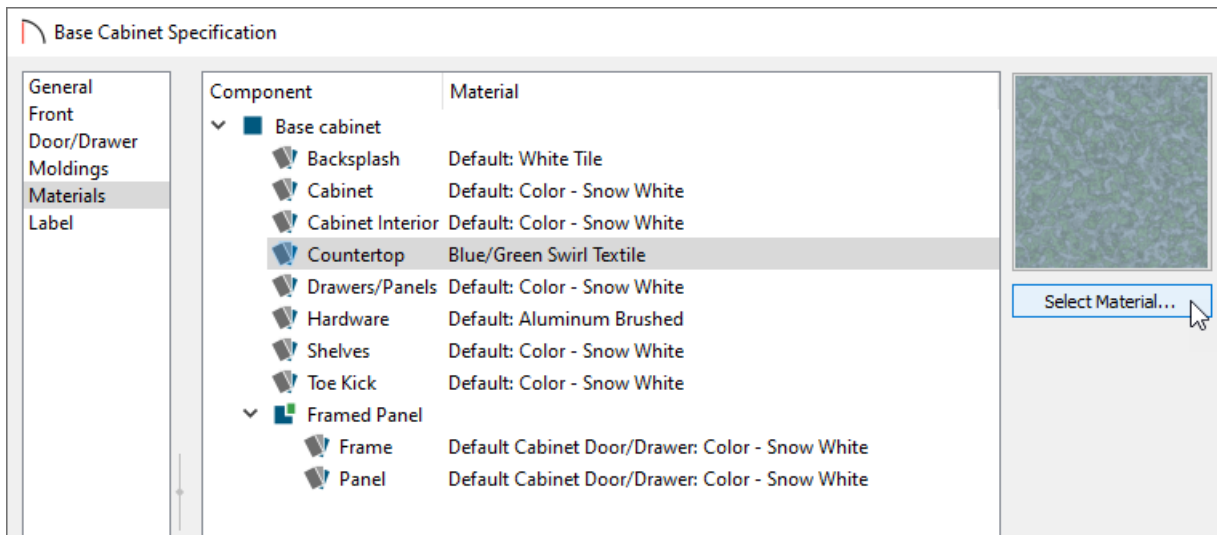 Base Cabinet Specification
General
Front
Door/Drawer
Moldings
Materials
Label
Component Material
Base cabinet
Backsplash Default: White Tile
Cabinet Default: Color - Snow White
Cabinet Interior Default: Color - Snow White
Countertop Blue/Green Swirl Textile
Drawers/Panels Default: Color - Snow White
Hardware Default: Aluminum Brushed
Shelves Default: Color - Snow White
Toe Kick Default: Color - Snow White
Framed Panel
Frame Default Cabinet Door/Drawer: Color - Snow White
Panel Default Cabinet Door/Drawer: Color - Snow White
Select Material...